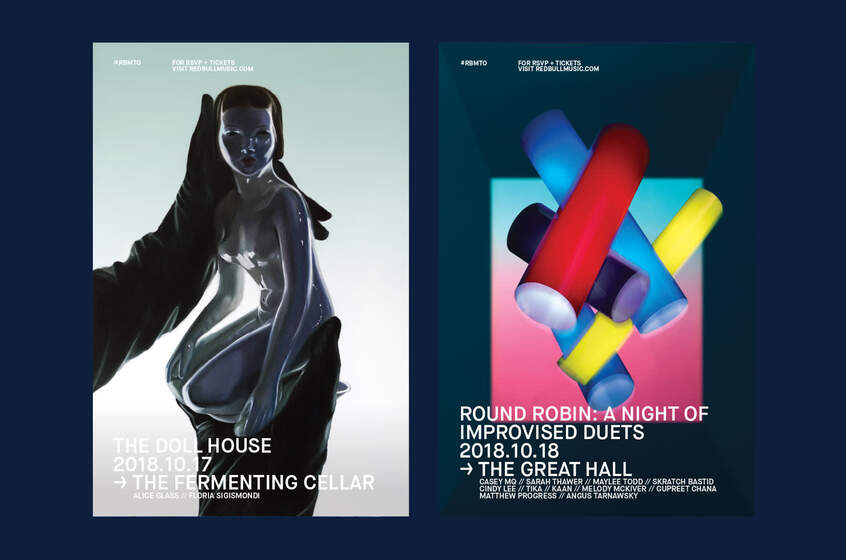 #RBMTO
FOR RSVP + TICKETS
VISIT REDBULLMUSIC.COM
THE DOLL HOUSE
2018.10.17
→ THE FERMENTING CELLAR
ALICE GLASS // FLORIA SIGISMONDI
#RBMTO
FOR RSVP + TICKETS
VISIT REDBULLMUSIC.COM
ROUND ROBIN: A NIGHT OF
IMPROVISED DUETS
2018.10.18
→ THE GREAT HALL
CASEY MQ // SARAH THAWER // MAYLEE TODD // SKRATCH BASTID
CINDY LEE // TIKA // KAAN // MELODY MCKIVER // GUPREET CHANA
MATTHEW PROGRESS // ANGUS TARNAWSKY